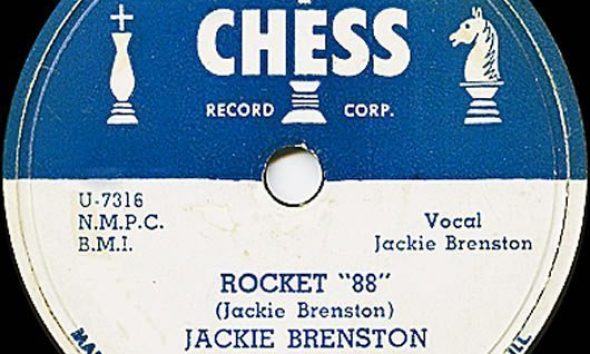 CHESS
RECORD CORP.
U-7316
N.M.P.C.
B.M.I.
Vocal
Jackie Brenston
ROCKET "88"
(Jackie Brenston)
JACKIE BRENSTON